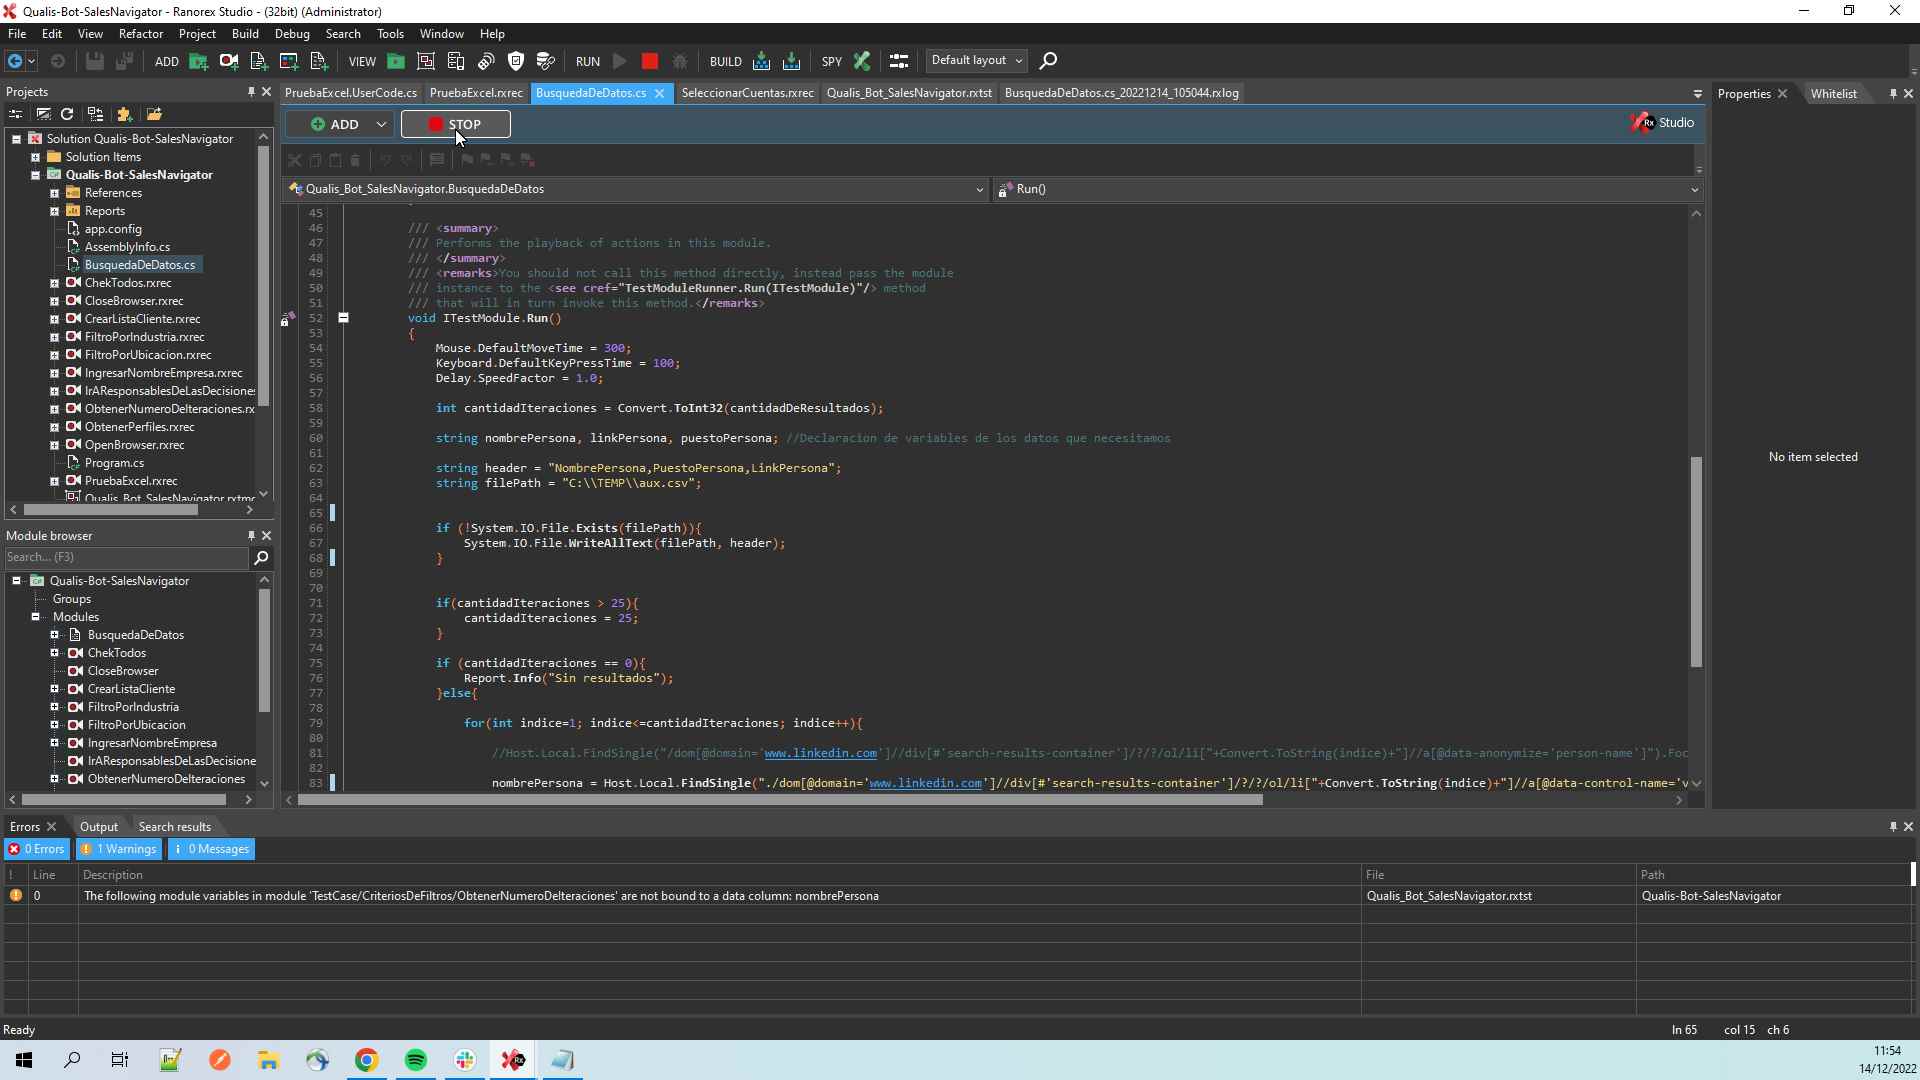 Qualis-Bot-SalesNavigator - Ranorex Studio - (32bit) (Administrator)
File Edit View Refactor Project Build Debug Search Tools Window Help
ADD VIEW RUN BUILD SPY Default layout
Projects
PruebaExcel.UserCode.cs PruebaExcel.rxrec BusquedaDeDatos.cs SeleccionarCuentas.rxrec Qualis_Bot_SalesNavigator.rxtst BusquedaDeDatos.cs_20221214_105044.rxlog
Properties Whitelist
ADD STOP
Rx Studio
Solution Qualis-Bot-SalesNavigator
Solution Items
Qualis-Bot-SalesNavigator
References
Reports
app.config
AssemblyInfo.cs
BusquedaDeDatos.cs
ChekTodos.rxrec
CloseBrowser.rxrec
CrearListaCliente.rxrec
FiltroPorIndustria.rxrec
FiltroPorUbicacion.rxrec
IngresarNombreEmpresa.rxrec
IrAResponsablesDeLasDecisiones
ObtenerNumeroDeIteraciones.rx
ObtenerPerfiles.rxrec
OpenBrowser.rxrec
Program.cs
PruebaExcel.rxrec
Qualis_Bot_SalesNavigator.rxtmg
Qualis_Bot_SalesNavigator.BusquedaDeDatos Run()
45
46 /// <summary>
47 /// Performs the playback of actions in this module.
48 /// </summary>
49 /// <remarks>You should not call this method directly, instead pass the module
50 /// instance to the <see cref="TestModuleRunner.Run(ITestModule)"/> method
51 /// that will in turn invoke this method.</remarks>
52 void ITestModule.Run()
53 {
54 Mouse.DefaultMoveTime = 300;
55 Keyboard.DefaultKeyPressTime = 100;
56 Delay.SpeedFactor = 1.0;
57
58 int cantidadIteraciones = Convert.ToInt32(cantidadDeResultados);
59
60 string nombrePersona, linkPersona, puestoPersona; //Declaracion de variables de los datos que necesitamos
61
62 string header = "NombrePersona,PuestoPersona,LinkPersona";
63 string filePath = "C:\\TEMP\\aux.csv";
64
65
66 if (!System.IO.File.Exists(filePath)){
67 System.IO.File.WriteAllText(filePath, header);
68 }
69
70
71 if(cantidadIteraciones > 25){
72 cantidadIteraciones = 25;
73 }
74
75 if (cantidadIteraciones == 0){
76 Report.Info("Sin resultados");
77 }else{
78
79 for(int indice=1; indice<=cantidadIteraciones; indice++){
80
81 //Host.Local.FindSingle("/dom[@domain='www.linkedin.com']//div[#'search-results-container']/?/?/ol/li["+Convert.ToString(indice)+"]//a[@data-anonymize='person-name']").Foc
82
83 nombrePersona = Host.Local.FindSingle("./dom[@domain='www.linkedin.com']//div[#'search-results-container']/?/?/ol/li["+Convert.ToString(indice)+"]//a[@data-control-name='v
No item selected
Module browser
Search... (F3)
Qualis-Bot-SalesNavigator
Groups
Modules
BusquedaDeDatos
ChekTodos
CloseBrowser
CrearListaCliente
FiltroPorIndustria
FiltroPorUbicacion
IngresarNombreEmpresa
IrAResponsablesDeLasDecisione
ObtenerNumeroDeIteraciones
Errors Output Search results
0 Errors 1 Warnings 0 Messages
! Line Description File Path
0 The following module variables in module 'TestCase/CriteriosDeFiltros/ObtenerNumeroDeIteraciones' are not bound to a data column: nombrePersona Qualis_Bot_SalesNavigator.rxtst Qualis-Bot-SalesNavigator
Ready ln 65 col 15 ch 6
11:54
14/12/2022